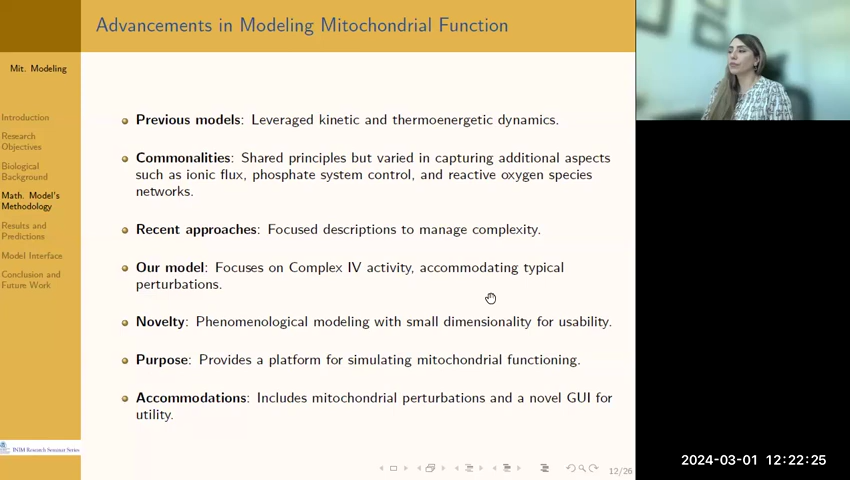 Advancements in Modeling Mitochondrial Function
Mit. Modeling
Introduction
Research
Objectives
Biological
Background
Math. Model's
Methodology
Results and
Predictions
Model Interface
Conclusion and
Future Work
Previous models: Leveraged kinetic and thermoenergetic dynamics.
Commonalities: Shared principles but varied in capturing additional aspects
such as ionic flux, phosphate system control, and reactive oxygen species
networks.
Recent approaches: Focused descriptions to manage complexity.
Our model: Focuses on Complex IV activity, accommodating typical
perturbations.
Novelty: Phenomenological modeling with small dimensionality for usability.
Purpose: Provides a platform for simulating mitochondrial functioning.
Accommodations: Includes mitochondrial perturbations and a novel GUI for
utility.
Research Seminar Series
12/26
2024-03-01 12:22:25